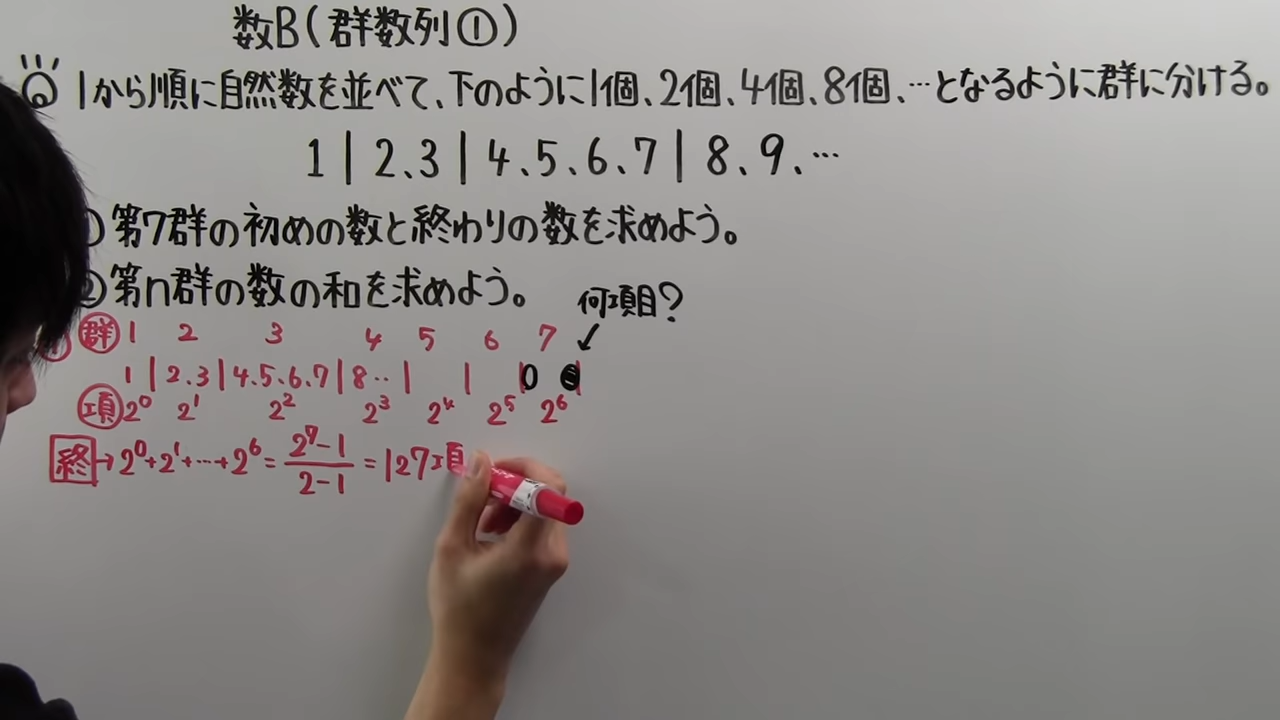 数B(群数列①)
Q 1から順に自然数を並べて、下のように1個、2個、4個、8個、…となるように群に分ける。
1 | 2、3 | 4、5、6、7 | 8、9、…
① 第7群の初めの数と終わりの数を求めよう。
② 第n群の数の和を求めよう。
何項目?
① 群 1 2 3 4 5 6 7
1 | 2.3 | 4.5.6.7 | 8.. | | | 0 |
項 2⁰ 2¹ 2² 2³ 2⁴ 2⁵ 2⁶
終 → 2⁰+2¹+…+2⁶ = (2⁷-1)/(2-1) = 127項